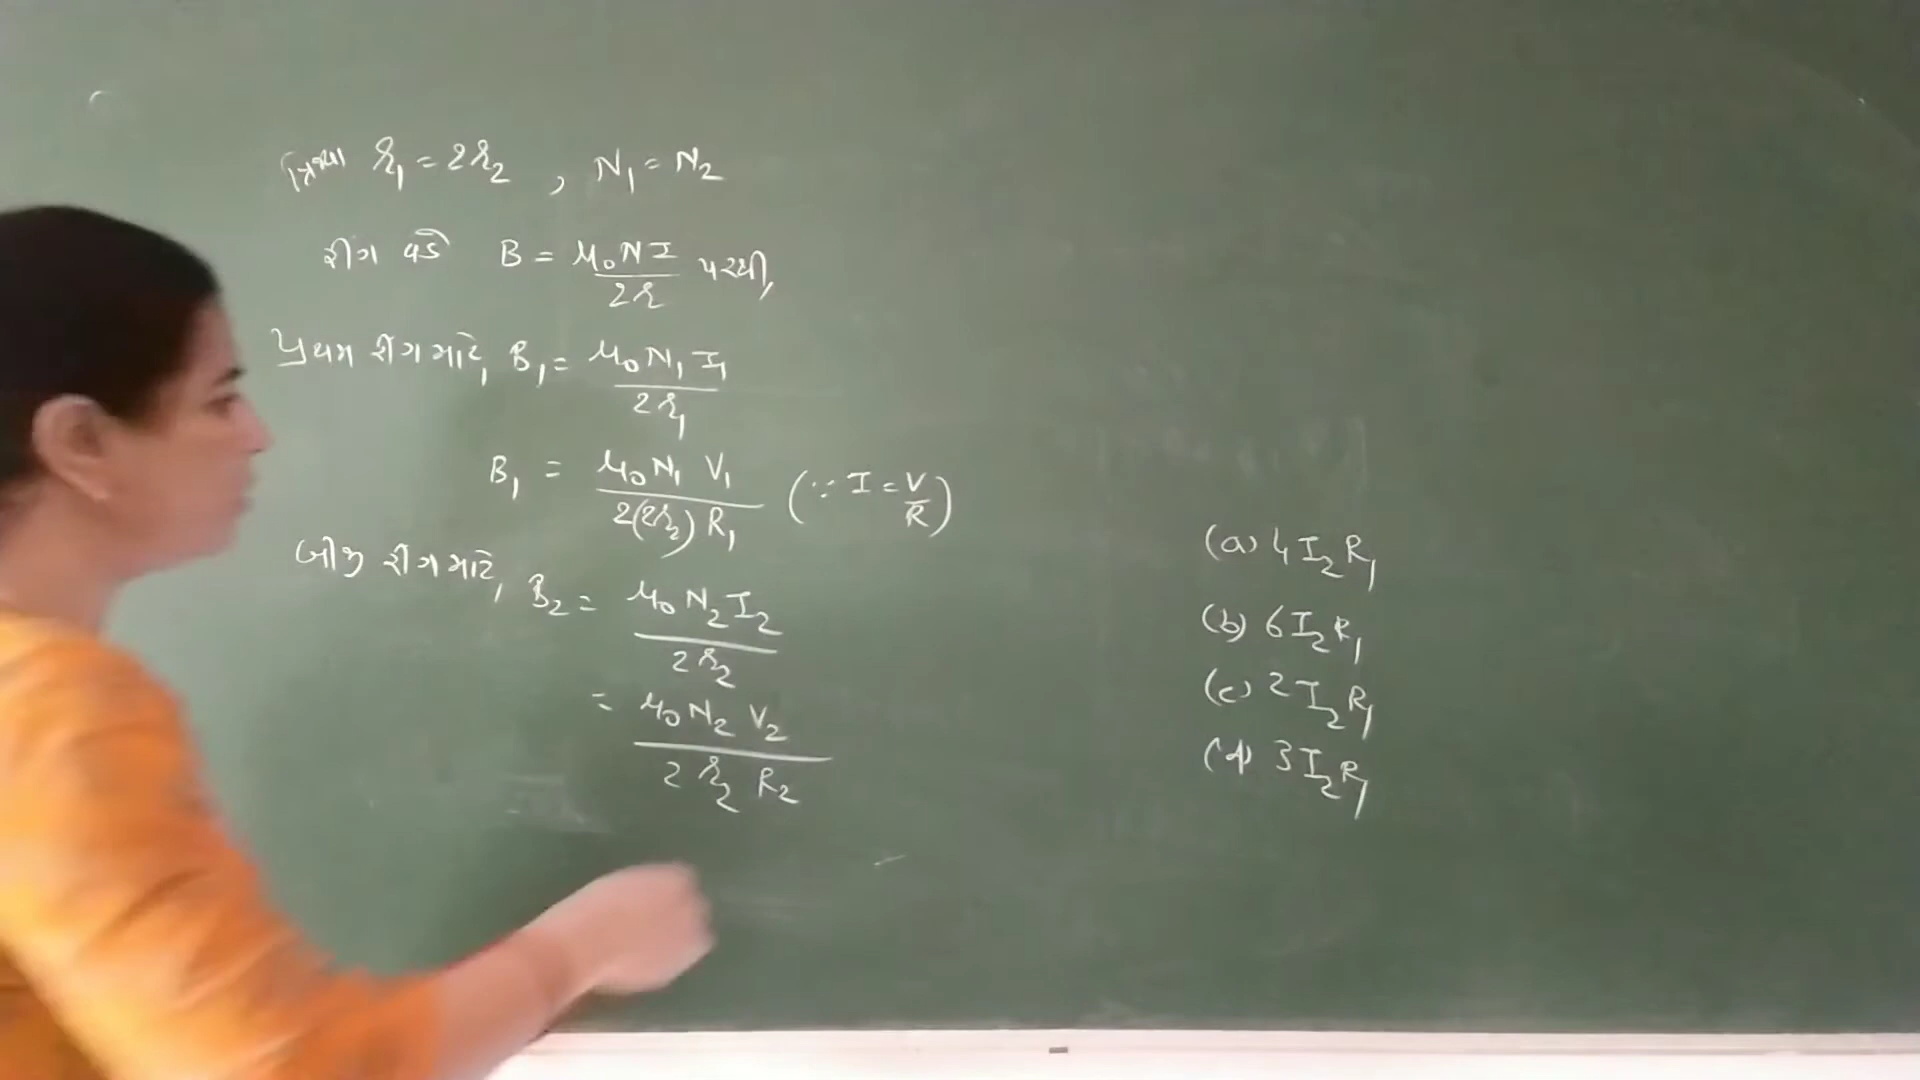 ત્રિજ્યા r₁ = 2r₂ , N₁ = N₂
રીંગ વડે B = μ₀NI / 2r પરથી,
પ્રથમ રીંગ માટે, B₁ = μ₀N₁I₁ / 2r₁
B₁ = μ₀N₁V₁ / 2(2r₂)R₁ (∵ I = V/R)
બીજી રીંગ માટે, B₂ = μ₀N₂I₂ / 2r₂
= μ₀N₂V₂ / 2r₂R₂
(a) 4I₂R₁
(b) 6I₂R₁
(c) 2I₂R₁
(d) 3I₂R₁